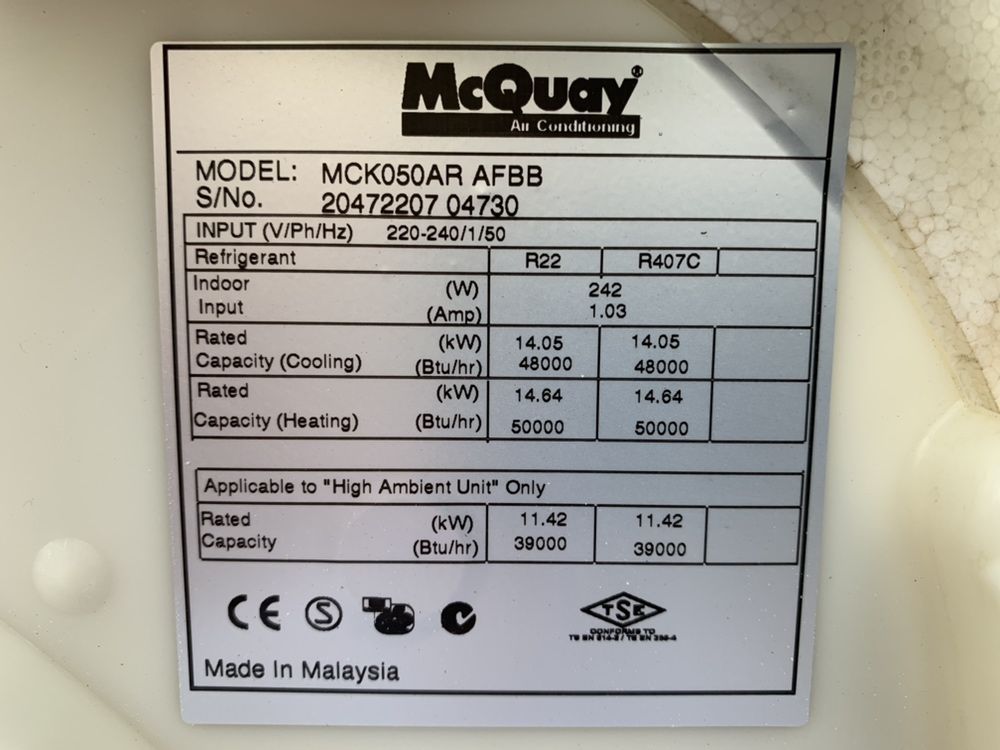 McQuay®
Air Conditioning
MODEL: MCK050AR AFBB
S/No. 20472207 04730
INPUT (V/Ph/Hz) 220-240/1/50
Refrigerant R22 R407C
Indoor (W) 242
Input (Amp) 1.03
Rated (kW) 14.05 14.05
Capacity (Cooling) (Btu/hr) 48000 48000
Rated (kW) 14.64 14.64
Capacity (Heating) (Btu/hr) 50000 50000
Applicable to "High Ambient Unit" Only
Rated (kW) 11.42 11.42
Capacity (Btu/hr) 39000 39000
CE S TSE
CONFORMS TO
Made In Malaysia